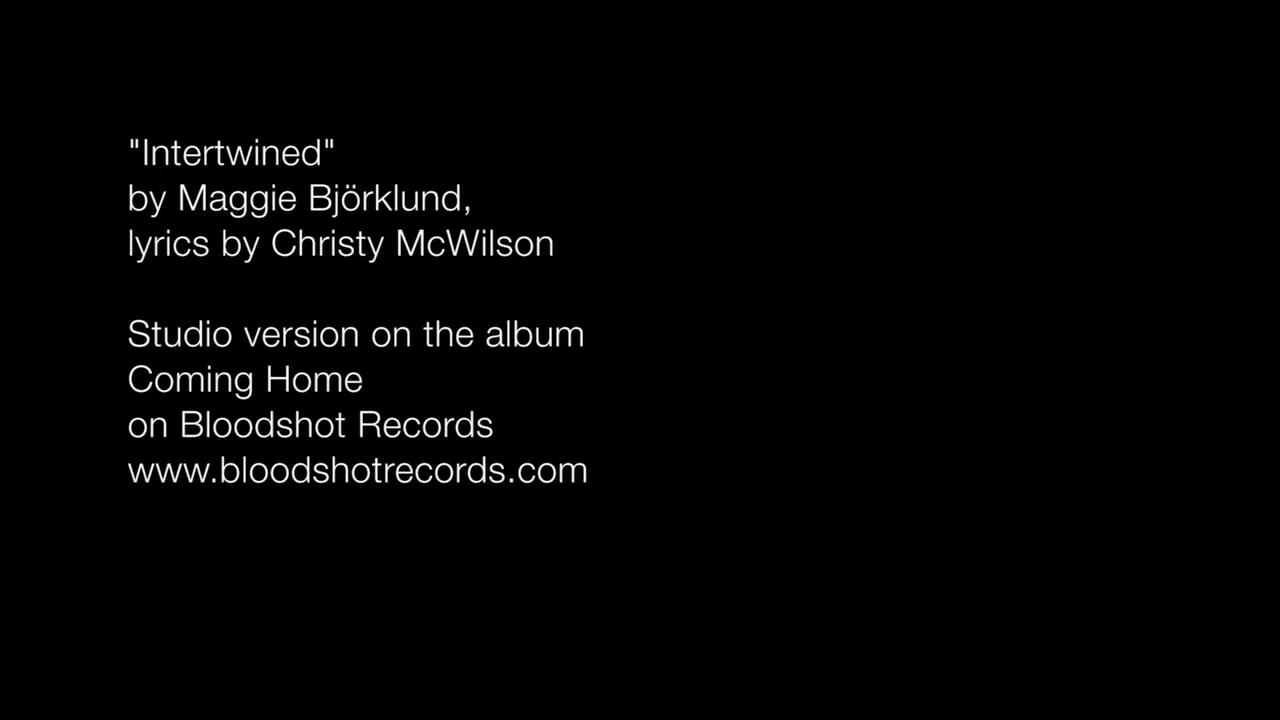 "Intertwined"
by Maggie Björklund,
lyrics by Christy McWilson
Studio version on the album
Coming Home
on Bloodshot Records
www.bloodshotrecords.com